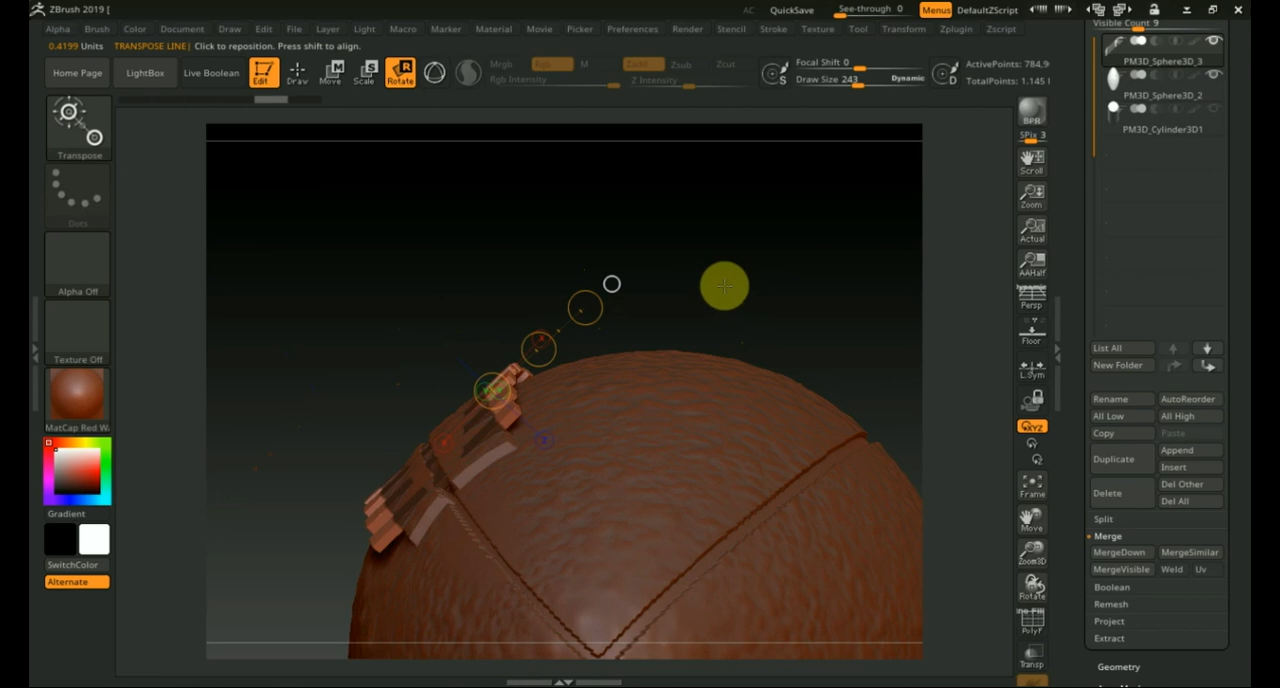 ZBrush 2019 [
AC QuickSave See-through 0 Menus DefaultZScript
Alpha Brush Color Document Draw Edit File Layer Light Macro Marker Material Movie Picker Preferences Render Stencil Stroke Texture Tool Transform Zplugin Zscript
0.4199 Units TRANSPOSE LINE| Click to reposition. Press shift to align.
Home Page LightBox Live Boolean Edit Draw Move Scale Rotate
Mrgb Rgb M Zadd Zsub Zcut
Rgb Intensity Z Intensity
Focal Shift 0
Draw Size 243 Dynamic
ActivePoints: 784,9
TotalPoints: 1,145
Visible Count 9
PM3D_Sphere3D_3
PM3D_Sphere3D_2
PM3D_Cylinder3D1
Transpose
Dots
Alpha Off
Texture Off
MatCap Red W
Gradient
SwitchColor
Alternate
BPR
SPix 3
Scroll
Zoom
Actual
AAHalf
Dynamic
Persp
Floor
L.Sym
XYZ
Frame
Move
Zoom3D
Rotate
Line Fill
PolyF
Transp
List All
New Folder
Rename AutoReorder
All Low All High
Copy Paste
Duplicate Append
Insert
Delete Del Other
Del All
Split
Merge
MergeDown MergeSimilar
MergeVisible Weld Uv
Boolean
Remesh
Project
Extract
Geometry